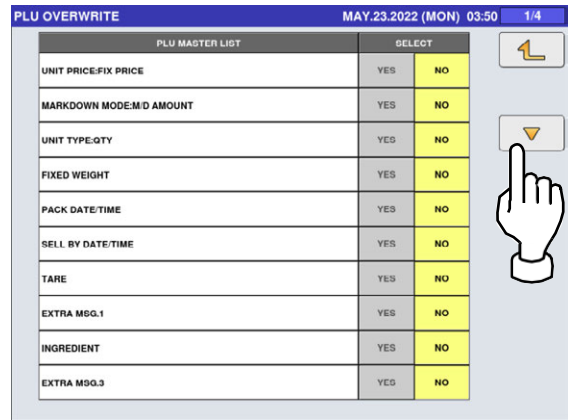 PLU OVERWRITE MAY.23.2022 (MON) 03:50 1/4
PLU MASTER LIST SELECT
UNIT PRICE:FIX PRICE YES NO
MARKDOWN MODE:M/D AMOUNT YES NO
UNIT TYPE:QTY YES NO
FIXED WEIGHT YES NO
PACK DATE/TIME YES NO
SELL BY DATE/TIME YES NO
TARE YES NO
EXTRA MSG.1 YES NO
INGREDIENT YES NO
EXTRA MSG.3 YES NO